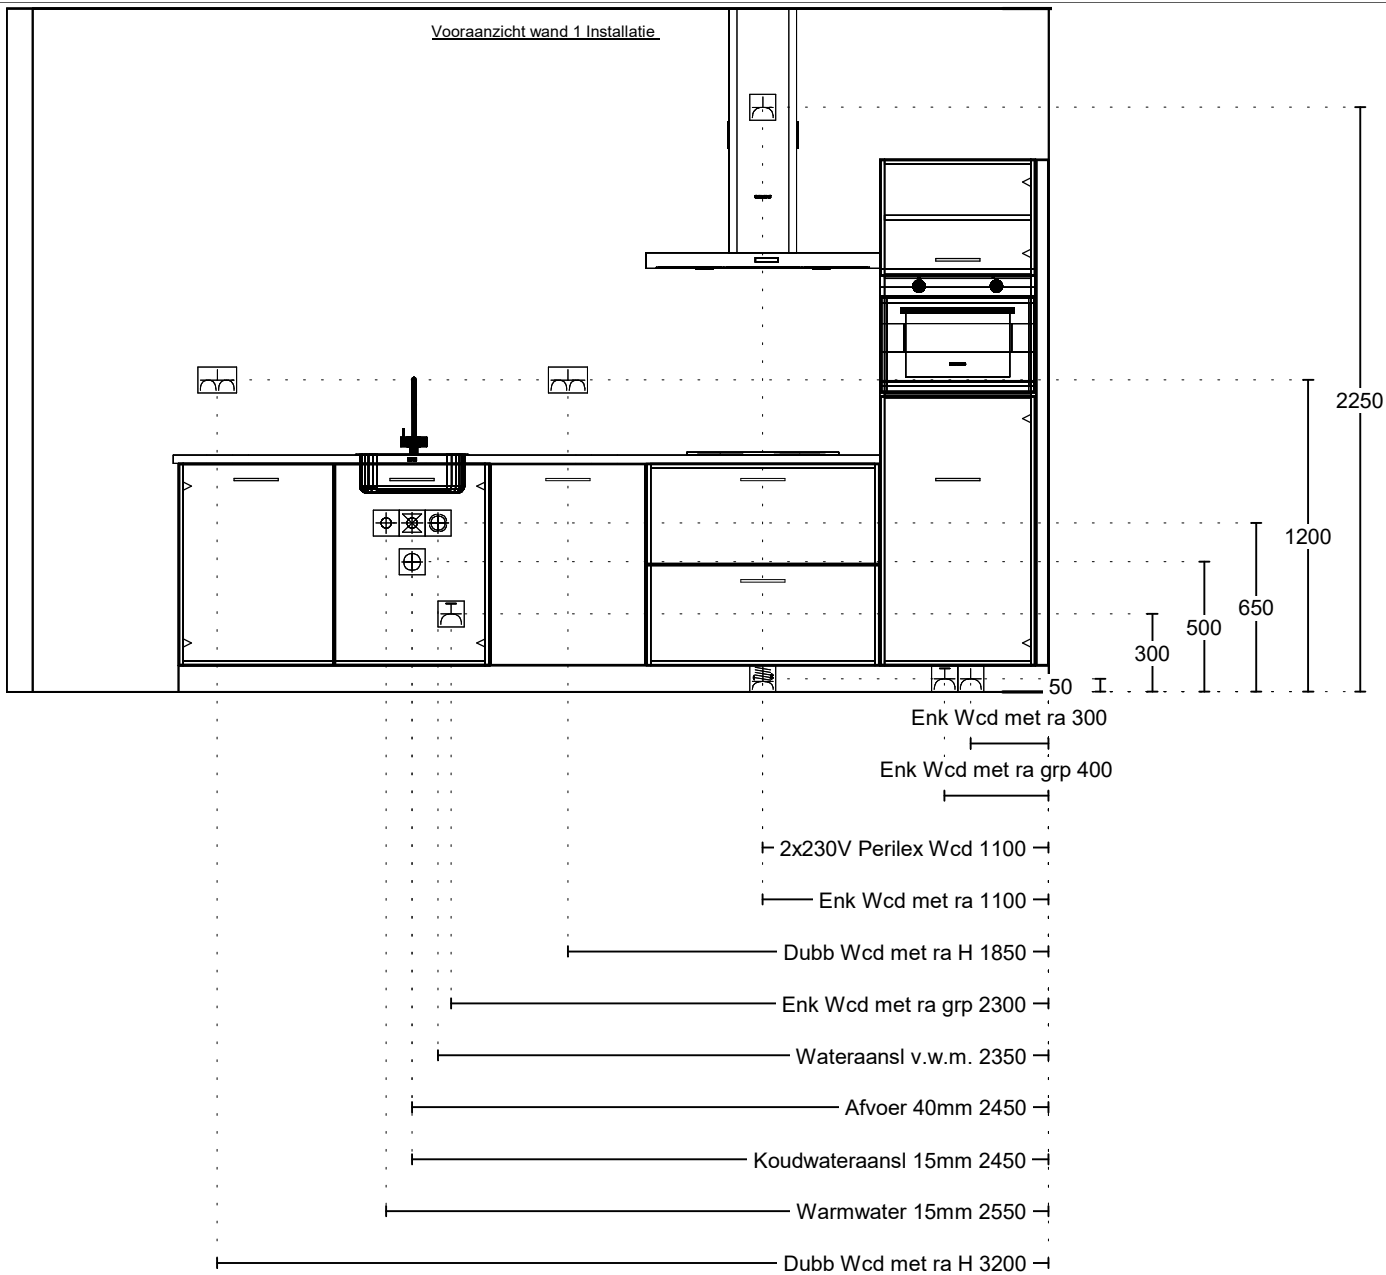 Vooraanzicht wand 1 Installatie
2250
1200
650
500
300
50
Enk Wcd met ra 300
Enk Wcd met ra grp 400
2x230V Perilex Wcd 1100
Enk Wcd met ra 1100
Dubb Wcd met ra H 1850
Enk Wcd met ra grp 2300
Wateraansl v.w.m. 2350
Afvoer 40mm 2450
Koudwateraansl 15mm 2450
Warmwater 15mm 2550
Dubb Wcd met ra H 3200